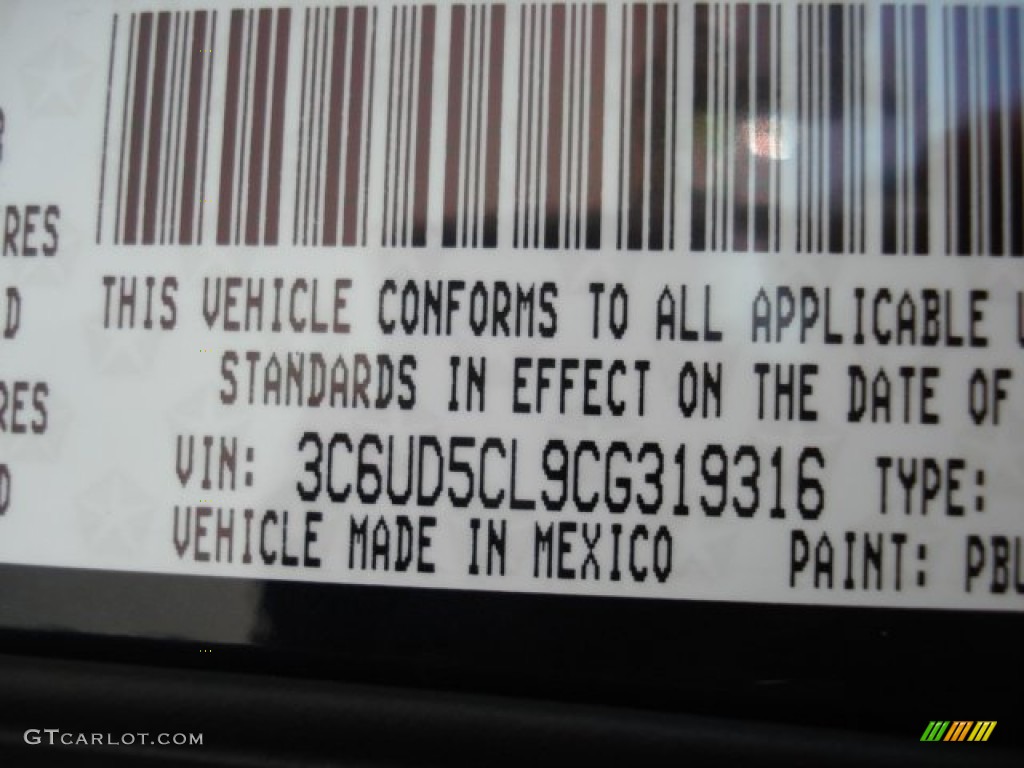 RES
D
RES
D
THIS VEHICLE CONFORMS TO ALL APPLICABLE
STANDARDS IN EFFECT ON THE DATE OF
VIN: 3C6UD5CL9CG319316 TYPE:
VEHICLE MADE IN MEXICO PAINT: PBU
GTCARLOT.COM